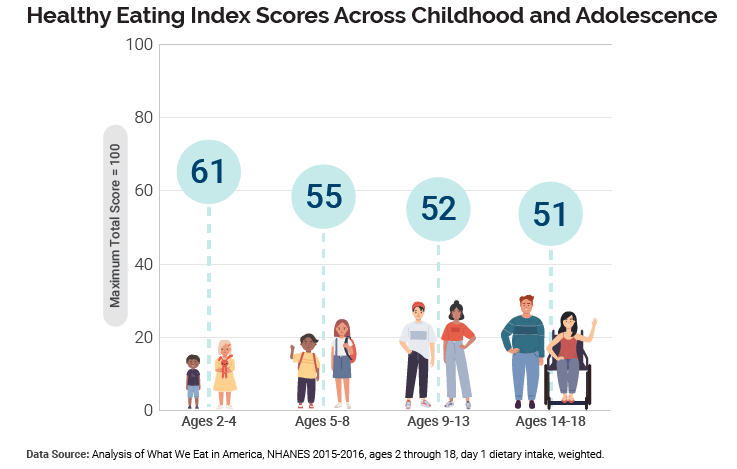 Healthy Eating Index Scores Across Childhood and Adolescence
100
80
60
40
20
0
Maximum Total Score = 100
61
55
52
51
Ages 2-4
Ages 5-8
Ages 9-13
Ages 14-18
Data Source: Analysis of What We Eat in America, NHANES 2015-2016, ages 2 through 18, day 1 dietary intake, weighted.